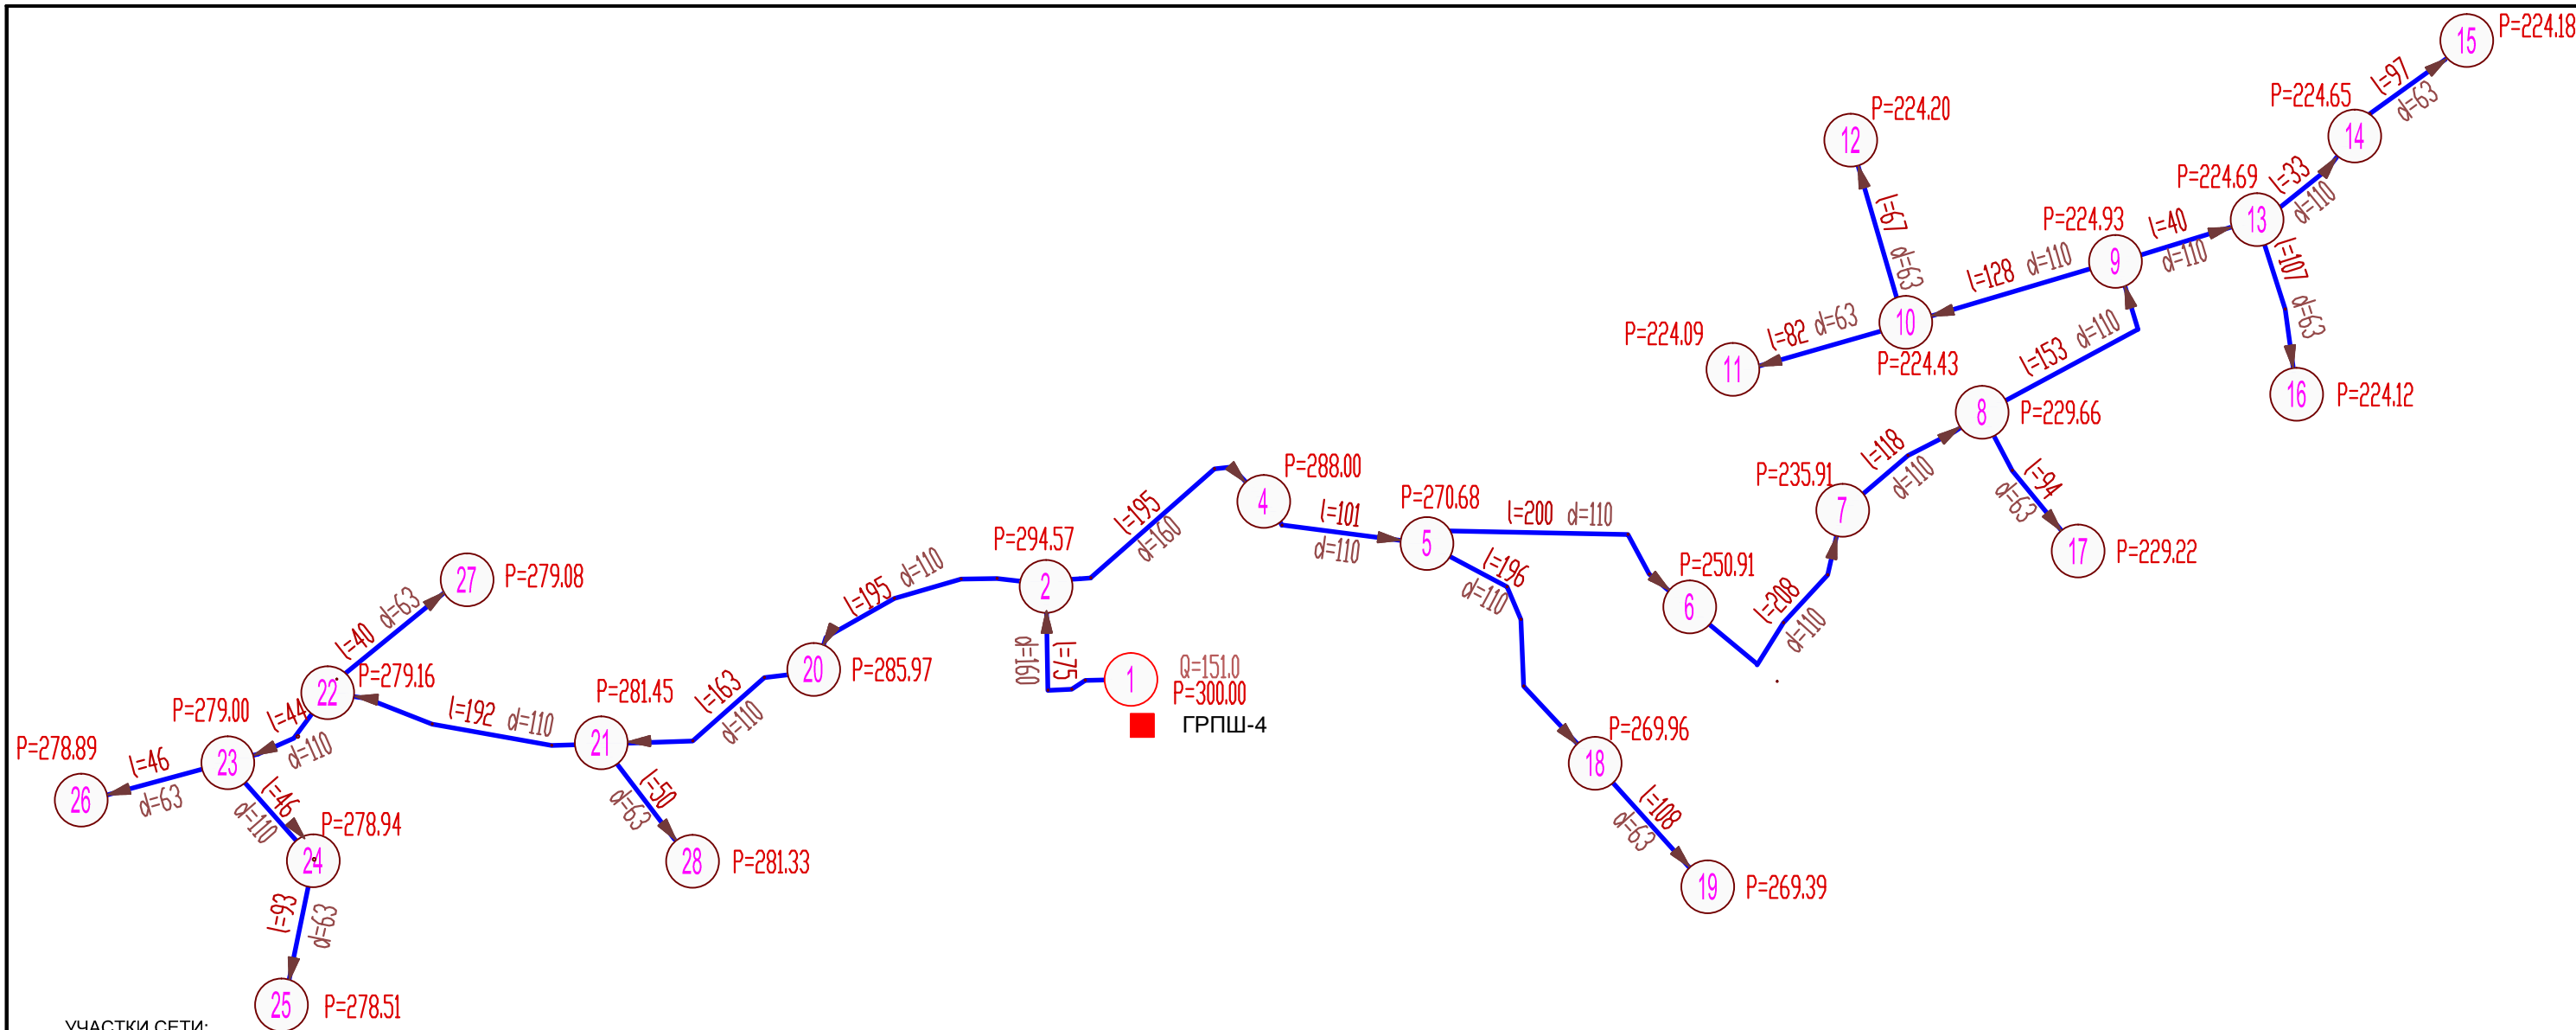 15
P=224.18
l=97
d=63
P=224.65
14
12
P=224.20
l=33
d=110
P=224.69
13
l=67
d=63
P=224.93
9
l=40
d=110
l=128 d=110
l=107
d=63
10
P=224.43
P=224.09
l=82 d=63
11
l=153 d=110
16
P=224.12
8
P=229.66
l=118
d=110
P=235.91
7
l=94
d=63
17
P=229.22
P=288.00
4
l=195
d=160
l=101
d=110
P=270.68
5
l=200 d=110
P=250.91
6
l=208
d=110
l=196
d=110
P=294.57
2
l=195 d=110
27
P=279.08
l=40 d=63
l=75
d=160
1
Q=151.0
P=300.00
ГРПШ-4
20
P=285.97
l=163
d=110
22
P=279.16
P=281.45
21
l=192 d=110
P=279.00
l=44
d=110
23
P=278.89
l=46
d=63
26
l=46
d=110
P=278.94
24
l=50
d=63
28
P=281.33
P=269.96
18
l=108
d=63
19
P=269.39
l=93
d=63
25
P=278.51
УЧАСТКИ СЕТИ: